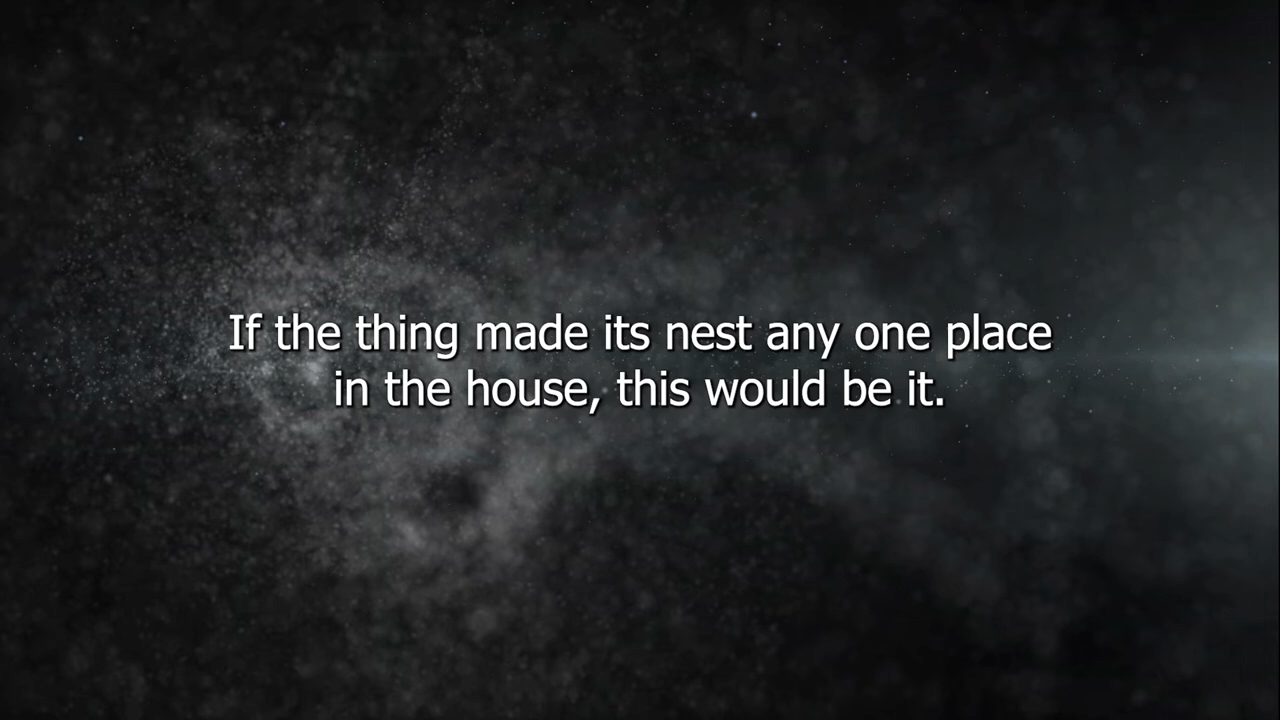 If the thing made its nest any one place
in the house, this would be it.